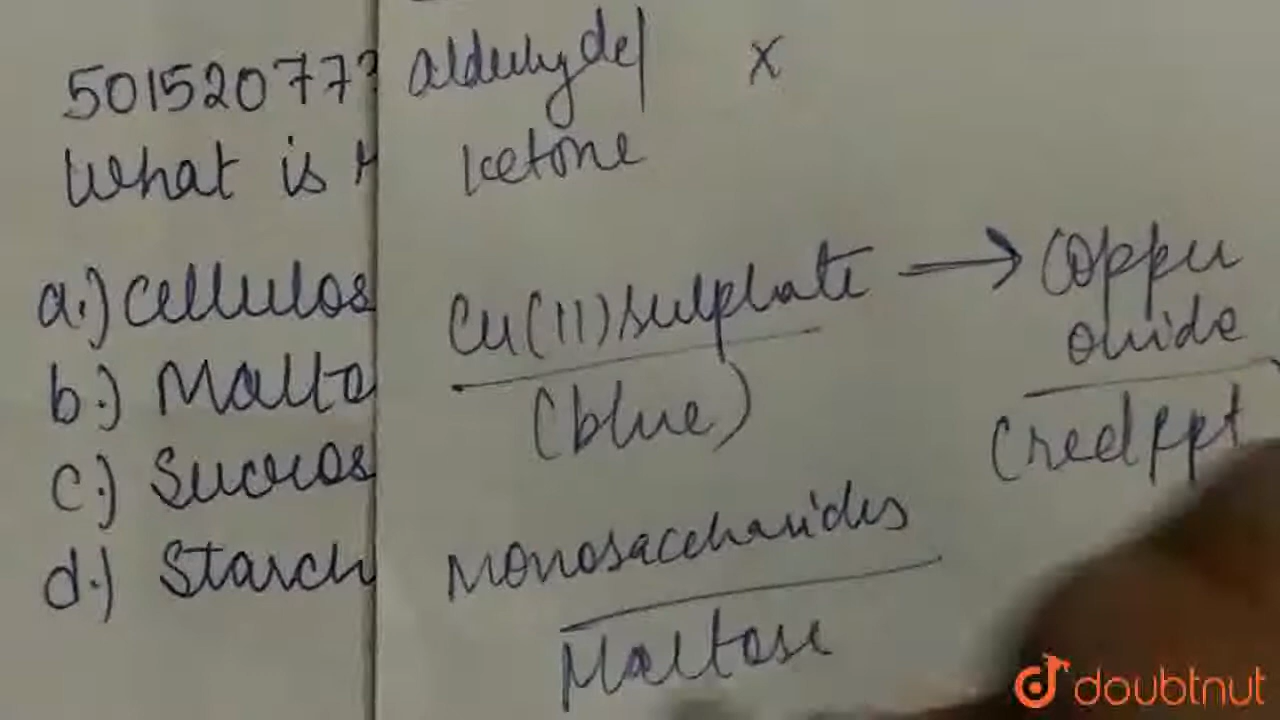 501520773
What is
a.) Cellulos
b.) Malto
c.) Sucros
d.) Starch
aldehyde/ x
ketone
Cu(II) sulphate → Copper
oxide
(blue)
(red ppt
Monosaccharides
Maltose
doubtnut